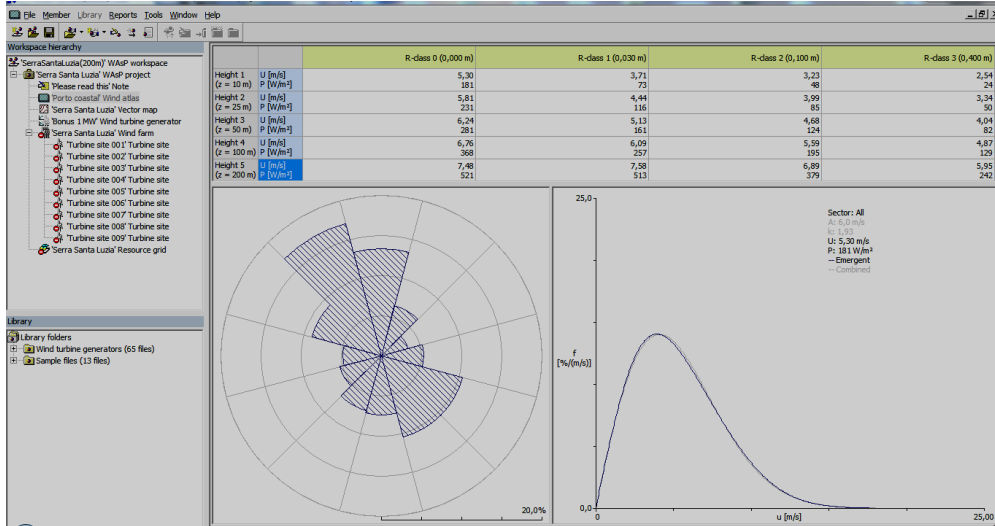 File Member Library Reports Tools Window Help
Workspace hierarchy
'SerraSantaLuzia(200m)' WAsP workspace
'Serra Santa Luzia' WAsP project
'Please read this' Note
'Porto coastal' Wind atlas
'Serra Santa Luzia' Vector map
'Bonus 1 MW' Wind turbine generator
'Serra Santa Luzia' Wind farm
'Turbine site 001' Turbine site
'Turbine site 002' Turbine site
'Turbine site 003' Turbine site
'Turbine site 004' Turbine site
'Turbine site 005' Turbine site
'Turbine site 006' Turbine site
'Turbine site 007' Turbine site
'Turbine site 008' Turbine site
'Turbine site 009' Turbine site
'Serra Santa Luzia' Resource grid
Library
Library folders
Wind turbine generators (65 files)
Sample files (13 files)
R-class 0 (0,000 m) R-class 1 (0,030 m) R-class 2 (0,100 m) R-class 3 (0,400 m)
Height 1 U [m/s] 5,30 3,71 3,23 2,54
(z = 10 m) P [W/m²] 181 73 48 24
Height 2 U [m/s] 5,81 4,44 3,99 3,34
(z = 25 m) P [W/m²] 231 116 85 50
Height 3 U [m/s] 6,24 5,13 4,68 4,04
(z = 50 m) P [W/m²] 281 161 124 82
Height 4 U [m/s] 6,76 6,09 5,59 4,87
(z = 100 m) P [W/m²] 368 257 195 129
Height 5 U [m/s] 7,48 7,58 6,89 5,95
(z = 200 m) P [W/m²] 521 513 379 242
20,0%
25,0
Sector: All
A: 6,0 m/s
k: 1,93
U: 5,30 m/s
P: 181 W/m²
Emergent
Combined
f
[%/(m/s)]
0,0
0 u [m/s] 25,00